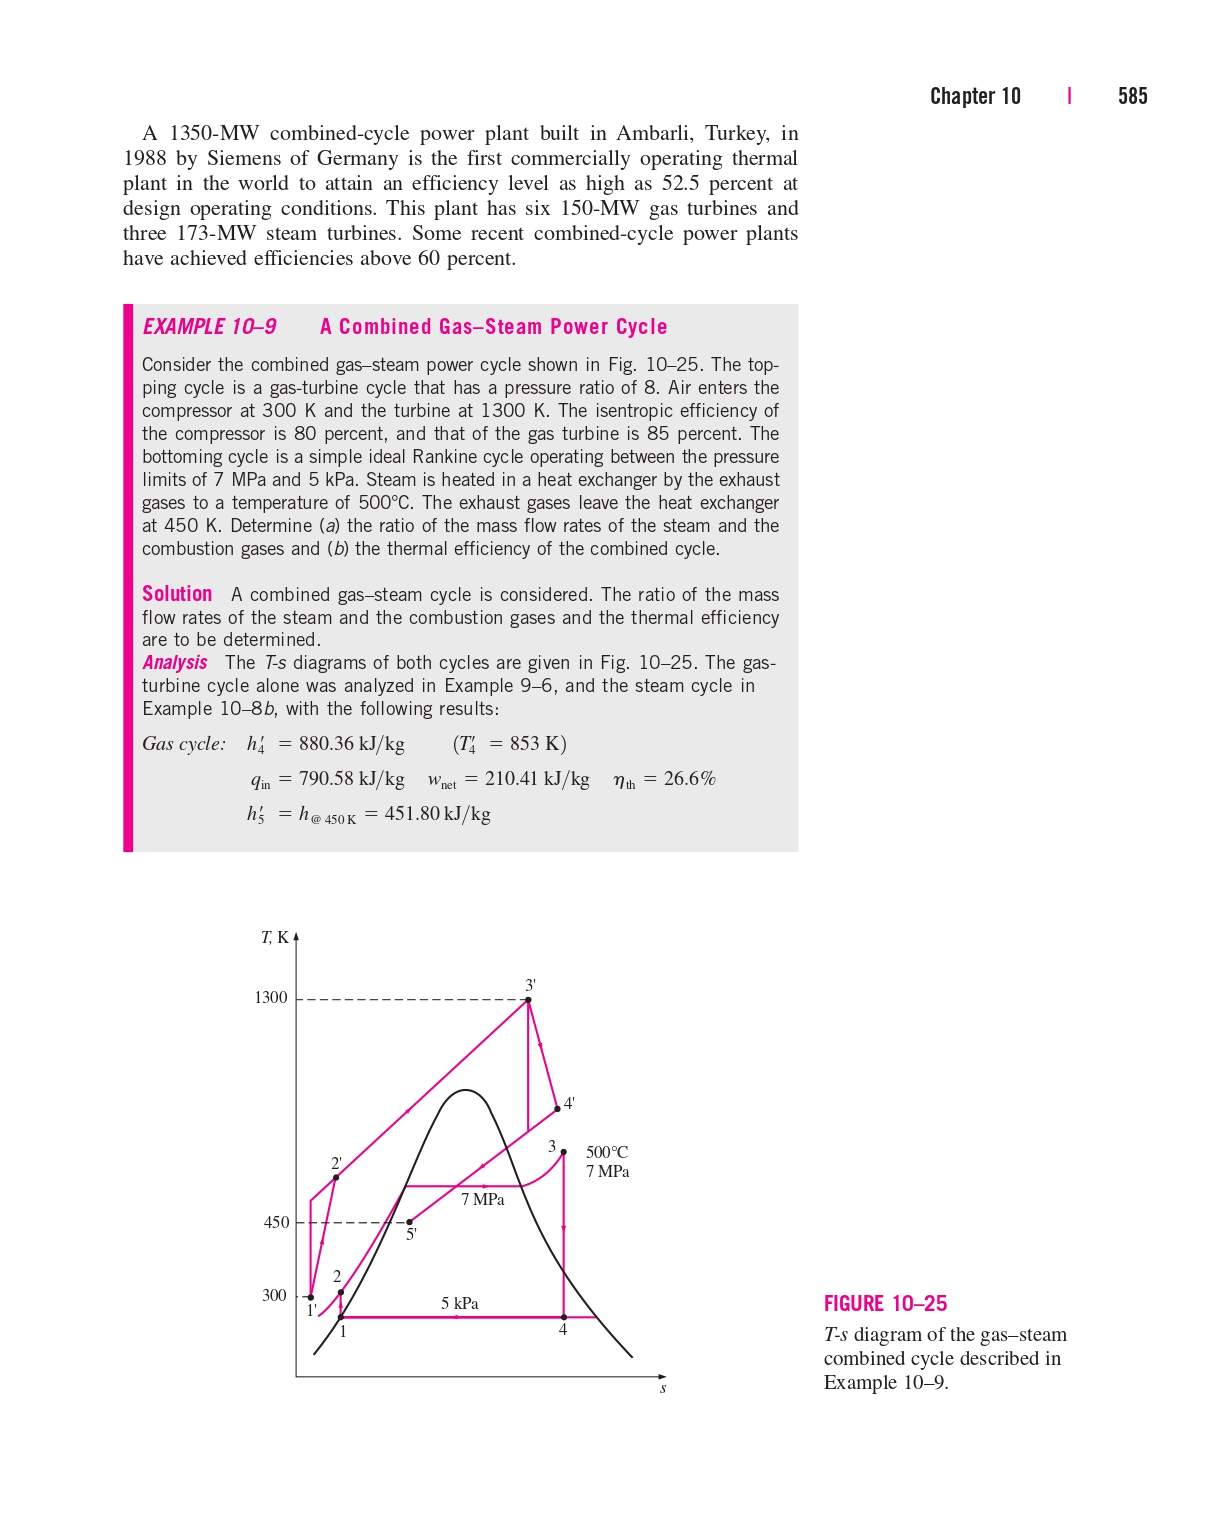 Chapter 10 | 585
A 1350-MW combined-cycle power plant built in Ambarli, Turkey, in
1988 by Siemens of Germany is the first commercially operating thermal
plant in the world to attain an efficiency level as high as 52.5 percent at
design operating conditions. This plant has six 150-MW gas turbines and
three 173-MW steam turbines. Some recent combined-cycle power plants
have achieved efficiencies above 60 percent.
EXAMPLE 10–9 A Combined Gas–Steam Power Cycle
Consider the combined gas–steam power cycle shown in Fig. 10–25. The top-
ping cycle is a gas-turbine cycle that has a pressure ratio of 8. Air enters the
compressor at 300 K and the turbine at 1300 K. The isentropic efficiency of
the compressor is 80 percent, and that of the gas turbine is 85 percent. The
bottoming cycle is a simple ideal Rankine cycle operating between the pressure
limits of 7 MPa and 5 kPa. Steam is heated in a heat exchanger by the exhaust
gases to a temperature of 500°C. The exhaust gases leave the heat exchanger
at 450 K. Determine (a) the ratio of the mass flow rates of the steam and the
combustion gases and (b) the thermal efficiency of the combined cycle.
Solution A combined gas–steam cycle is considered. The ratio of the mass
flow rates of the steam and the combustion gases and the thermal efficiency
are to be determined.
Analysis The T-s diagrams of both cycles are given in Fig. 10–25. The gas-
turbine cycle alone was analyzed in Example 9–6, and the steam cycle in
Example 10–8b, with the following results:
Gas cycle: h₄′ = 880.36 kJ/kg (T₄′ = 853 K)
q_in = 790.58 kJ/kg w_net = 210.41 kJ/kg η_th = 26.6%
h₅′ = h_@ 450 K = 451.80 kJ/kg
T, K
1300
3'
4'
3
500°C
7 MPa
2'
7 MPa
450
5'
2
300
1'
5 kPa
1
4
s
FIGURE 10–25
T-s diagram of the gas–steam
combined cycle described in
Example 10–9.